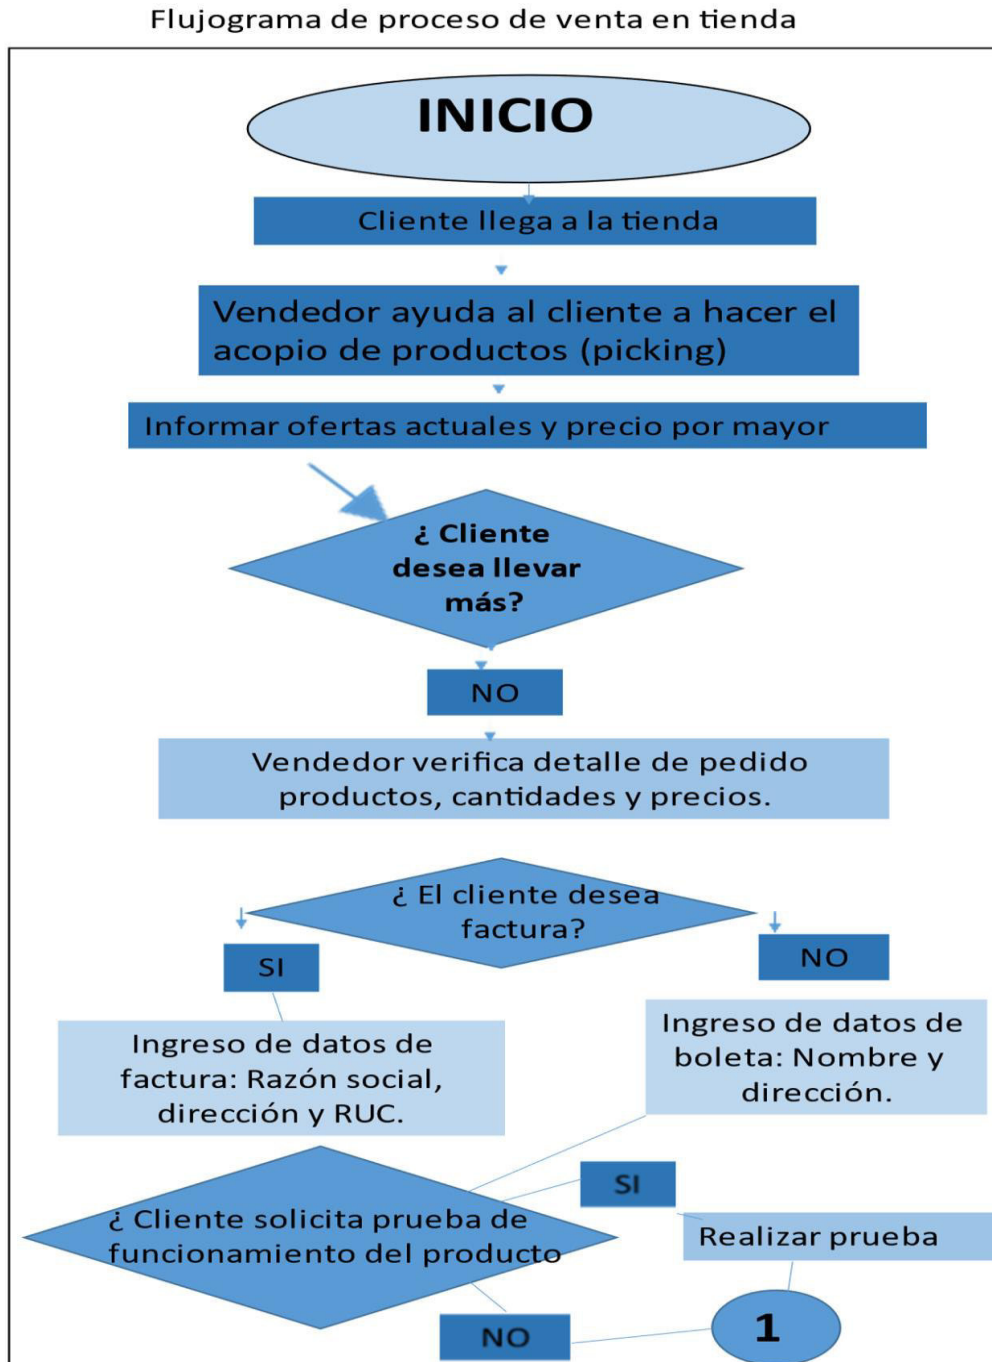 Flujograma de proceso de venta en tienda
INICIO
Cliente llega a la tienda
Vendedor ayuda al cliente a hacer el
acopio de productos (picking)
Informar ofertas actuales y precio por mayor
¿ Cliente
desea llevar
más?
NO
Vendedor verifica detalle de pedido
productos, cantidades y precios.
¿ El cliente desea
factura?
SI
NO
Ingreso de datos de
factura: Razón social,
dirección y RUC.
Ingreso de datos de
boleta: Nombre y
dirección.
¿ Cliente solicita prueba de
funcionamiento del producto
SI
Realizar prueba
NO
1